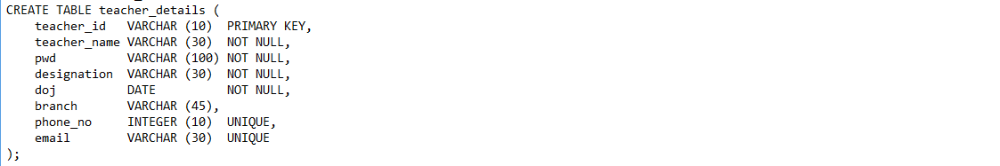 CREATE TABLE teacher_details (
    teacher_id   VARCHAR (10)  PRIMARY KEY,
    teacher_name VARCHAR (30)  NOT NULL,
    pwd          VARCHAR (100) NOT NULL,
    designation  VARCHAR (30)  NOT NULL,
    doj          DATE          NOT NULL,
    branch       VARCHAR (45),
    phone_no     INTEGER (10)  UNIQUE,
    email        VARCHAR (30)  UNIQUE
);